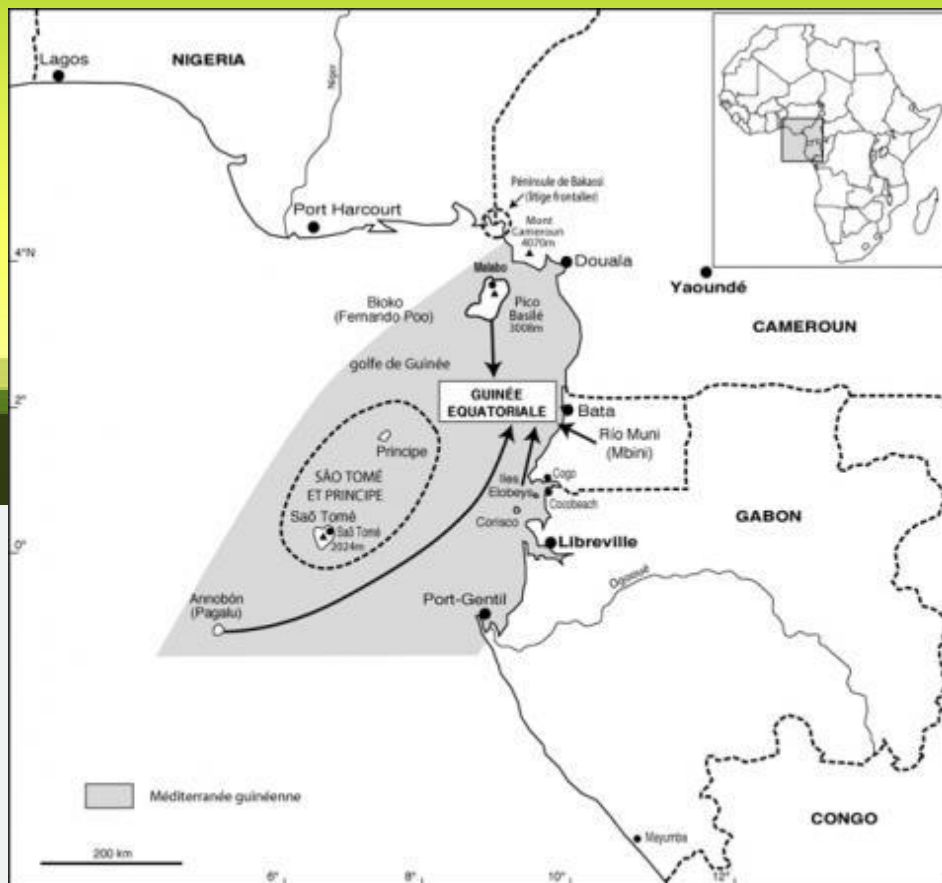 Lagos
NIGERIA
Niger
Péninsule de Bakassi
(litige frontalier)
Port Harcourt
Mont
Cameroun
4070m
4°N
Douala
Malabo
Yaoundé
Bioko
(Fernando Poo)
Pico
Basilé
3008m
CAMEROUN
golfe de Guinée
2°
GUINÉE
EQUATORIALE
Bata
Río Muni
(Mbini)
Principe
SÃO TOMÉ
ET PRINCIPE
Iles
Elobeys
Cogo
Cocobeach
Corisco
GABON
Saõ Tomé
Saõ Tomé
2024m
0°
Libreville
Ogooué
Annobón
(Pagalu)
Port-Gentil
Méditerranée guinéenne
CONGO
Mayumba
200 km
6°
8°
10°
12°